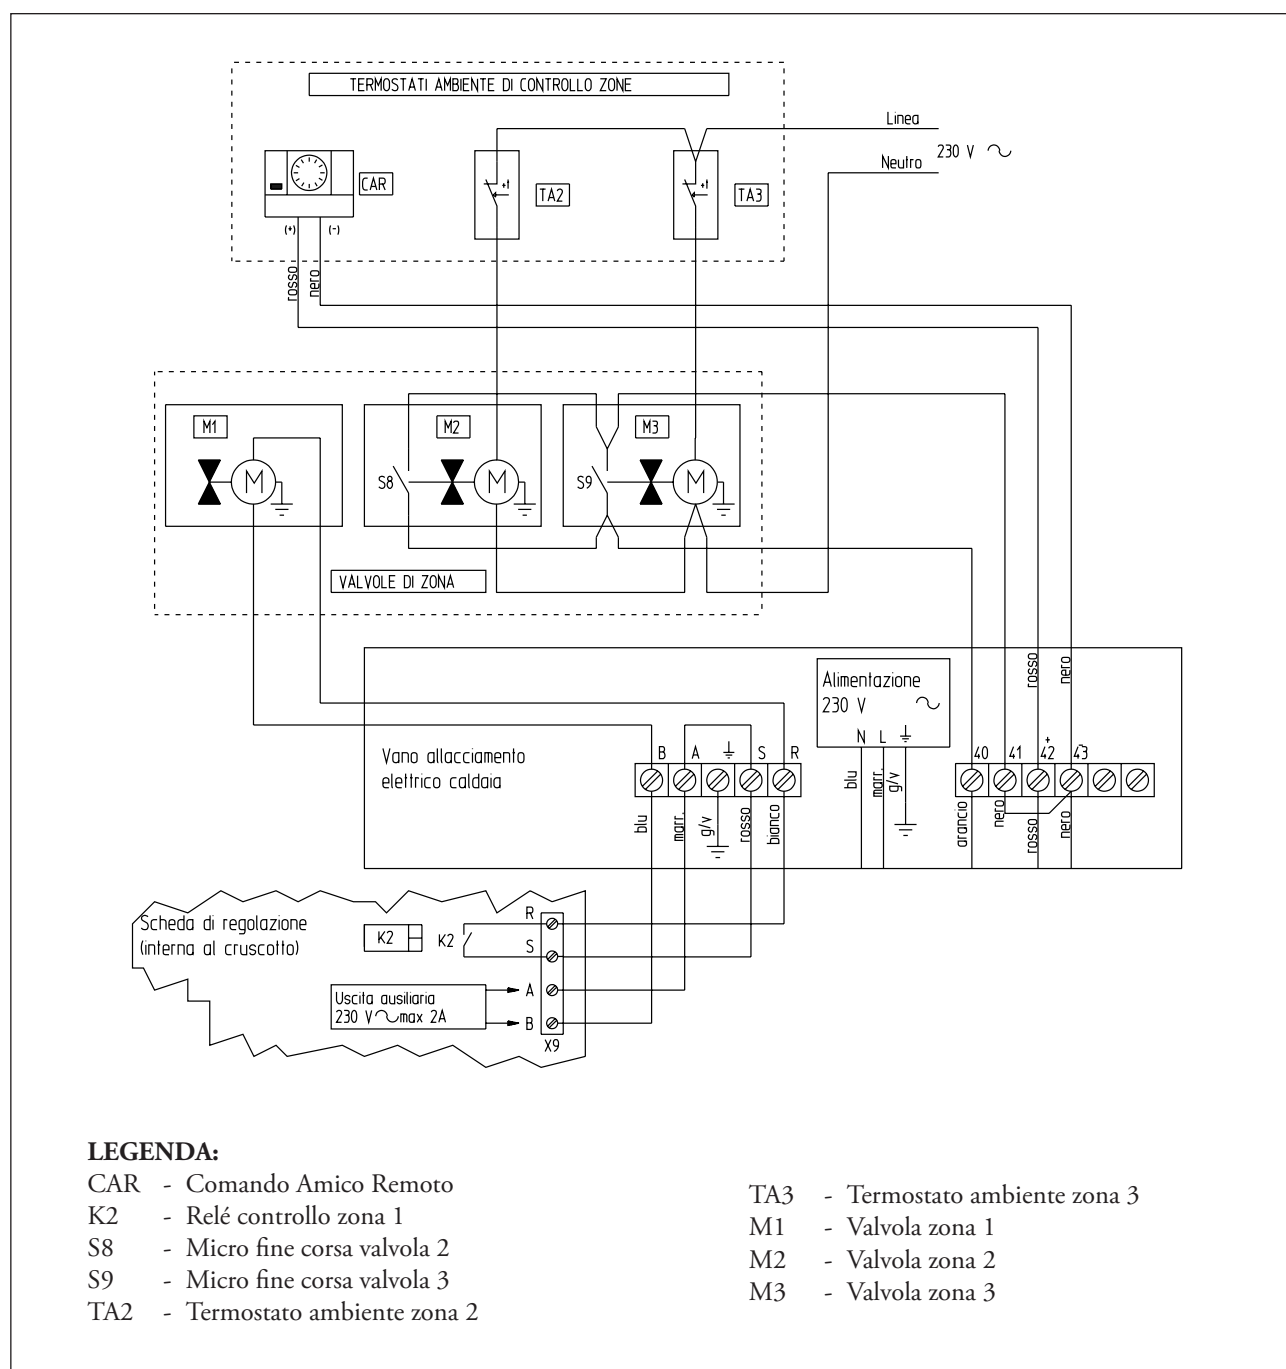 TERMOSTATI AMBIENTE DI CONTROLLO ZONE
Linea
230 V
Neutro
CAR
TA2
TA3
+t
+t
(+)
(-)
rosso
nero
M1
M2
M3
M
S8
M
S9
M
VALVOLE DI ZONA
rosso
nero
Alimentazione
230 V
N
L
Vano allacciamento
elettrico caldaia
B
A
S
R
40
41
42
+
43
-
blu
marr.
g/v
rosso
bianco
blu
marr.
g/v
arancio
nero
rosso
nero
Scheda di regolazione
(interna al cruscotto)
K2
K2
R
S
Uscita ausiliaria
230 V max 2A
A
B
X9
LEGENDA:
CAR - Comando Amico Remoto
K2 - Relé controllo zona 1
S8 - Micro fine corsa valvola 2
S9 - Micro fine corsa valvola 3
TA2 - Termostato ambiente zona 2
TA3 - Termostato ambiente zona 3
M1 - Valvola zona 1
M2 - Valvola zona 2
M3 - Valvola zona 3